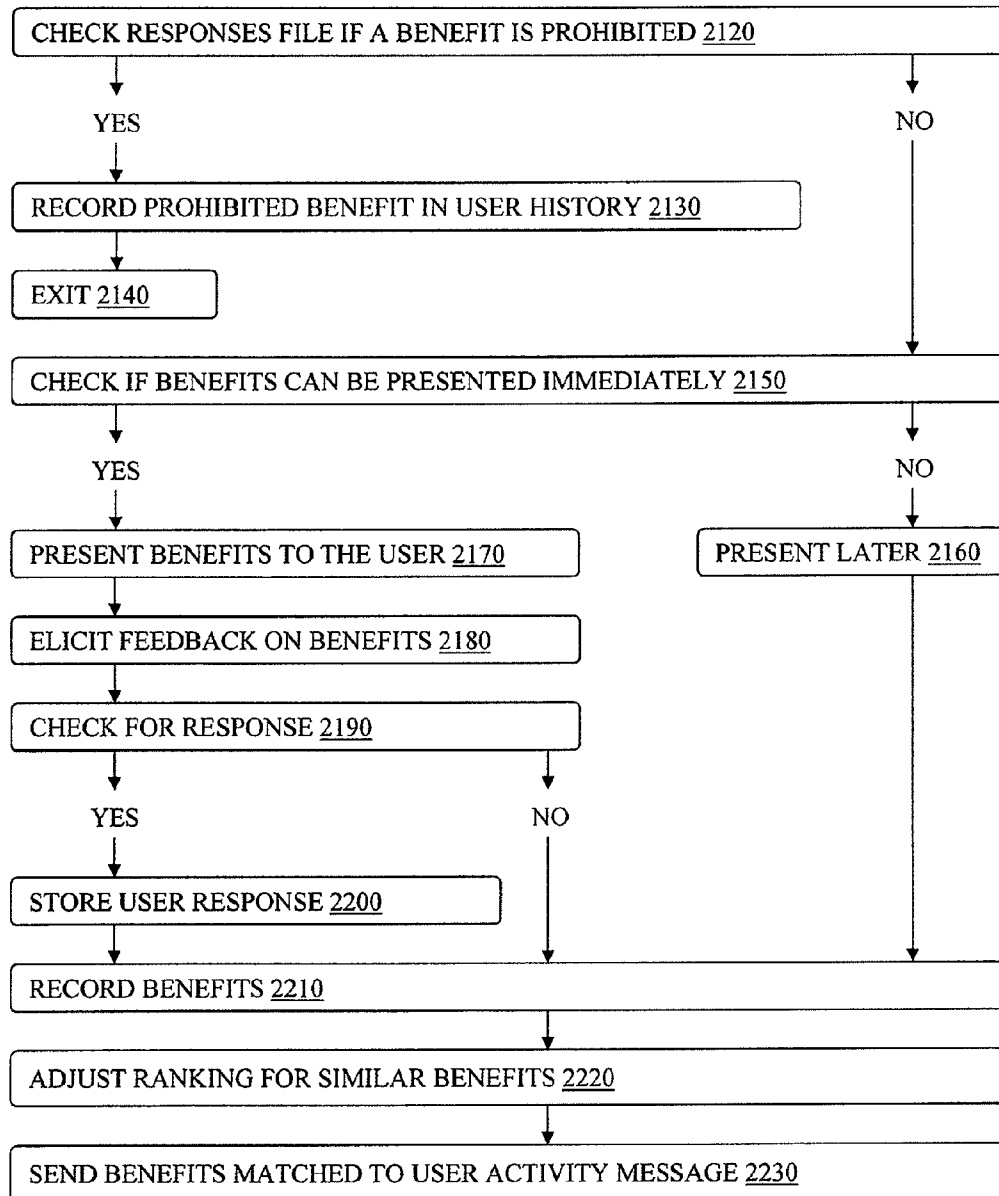 CHECK RESPONSES FILE IF A BENEFIT IS PROHIBITED 2120
YES
NO
RECORD PROHIBITED BENEFIT IN USER HISTORY 2130
EXIT 2140
CHECK IF BENEFITS CAN BE PRESENTED IMMEDIATELY 2150
YES
NO
PRESENT BENEFITS TO THE USER 2170
PRESENT LATER 2160
ELICIT FEEDBACK ON BENEFITS 2180
CHECK FOR RESPONSE 2190
YES
NO
STORE USER RESPONSE 2200
RECORD BENEFITS 2210
ADJUST RANKING FOR SIMILAR BENEFITS 2220
SEND BENEFITS MATCHED TO USER ACTIVITY MESSAGE 2230